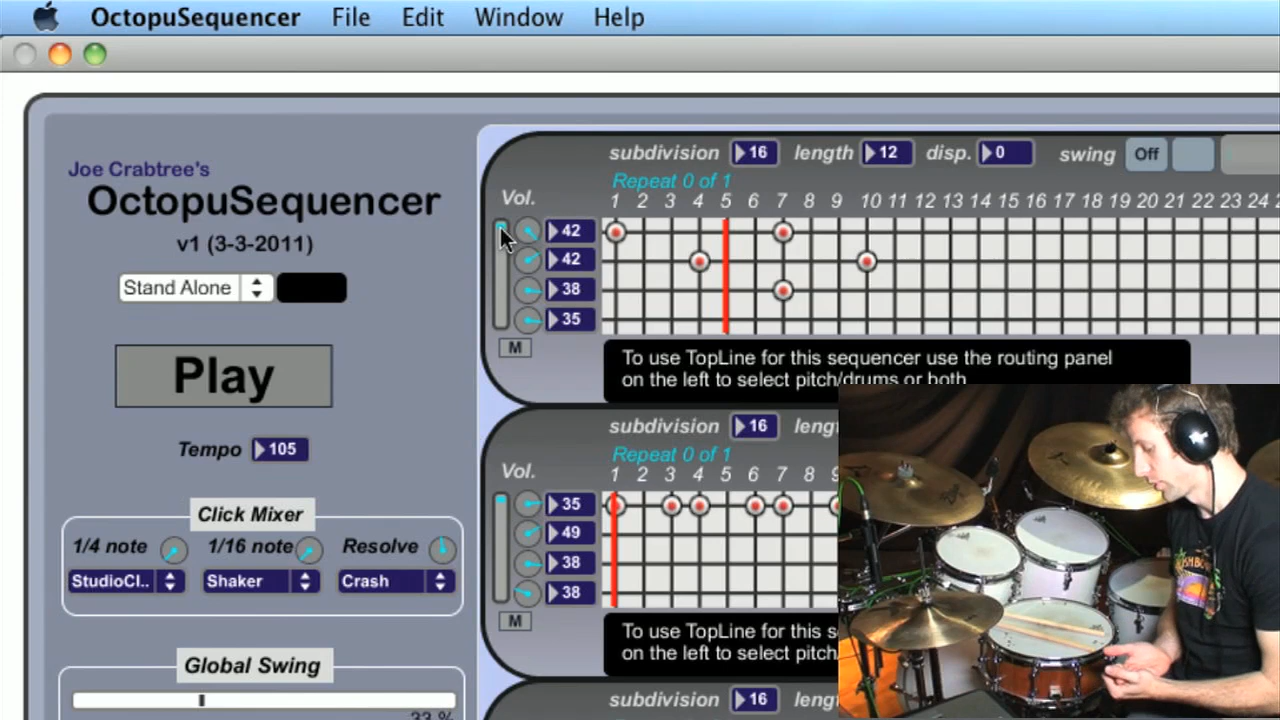 OctopuSequencer File Edit Window Help
Joe Crabtree's
OctopuSequencer
v1 (3-3-2011)
Stand Alone
Play
Tempo 105
Click Mixer
1/4 note 1/16 note Resolve
StudioCl.. Shaker Crash
Global Swing
33 %
subdivision 16 length 12 disp. 0 swing Off
Repeat 0 of 1
Vol. 1 2 3 4 5 6 7 8 9 10 11 12 13 14 15 16 17 18 19 20 21 22 23 24
42
42
38
35
M
To use TopLine for this sequencer use the routing panel
on the left to select pitch/drums or both
subdivision 16
Repeat 0 of 1
Vol. 1 2 3 4 5 6 7 8
35
49
38
38
M
To use TopLine for this
on the left to select pitch/
subdivision 16